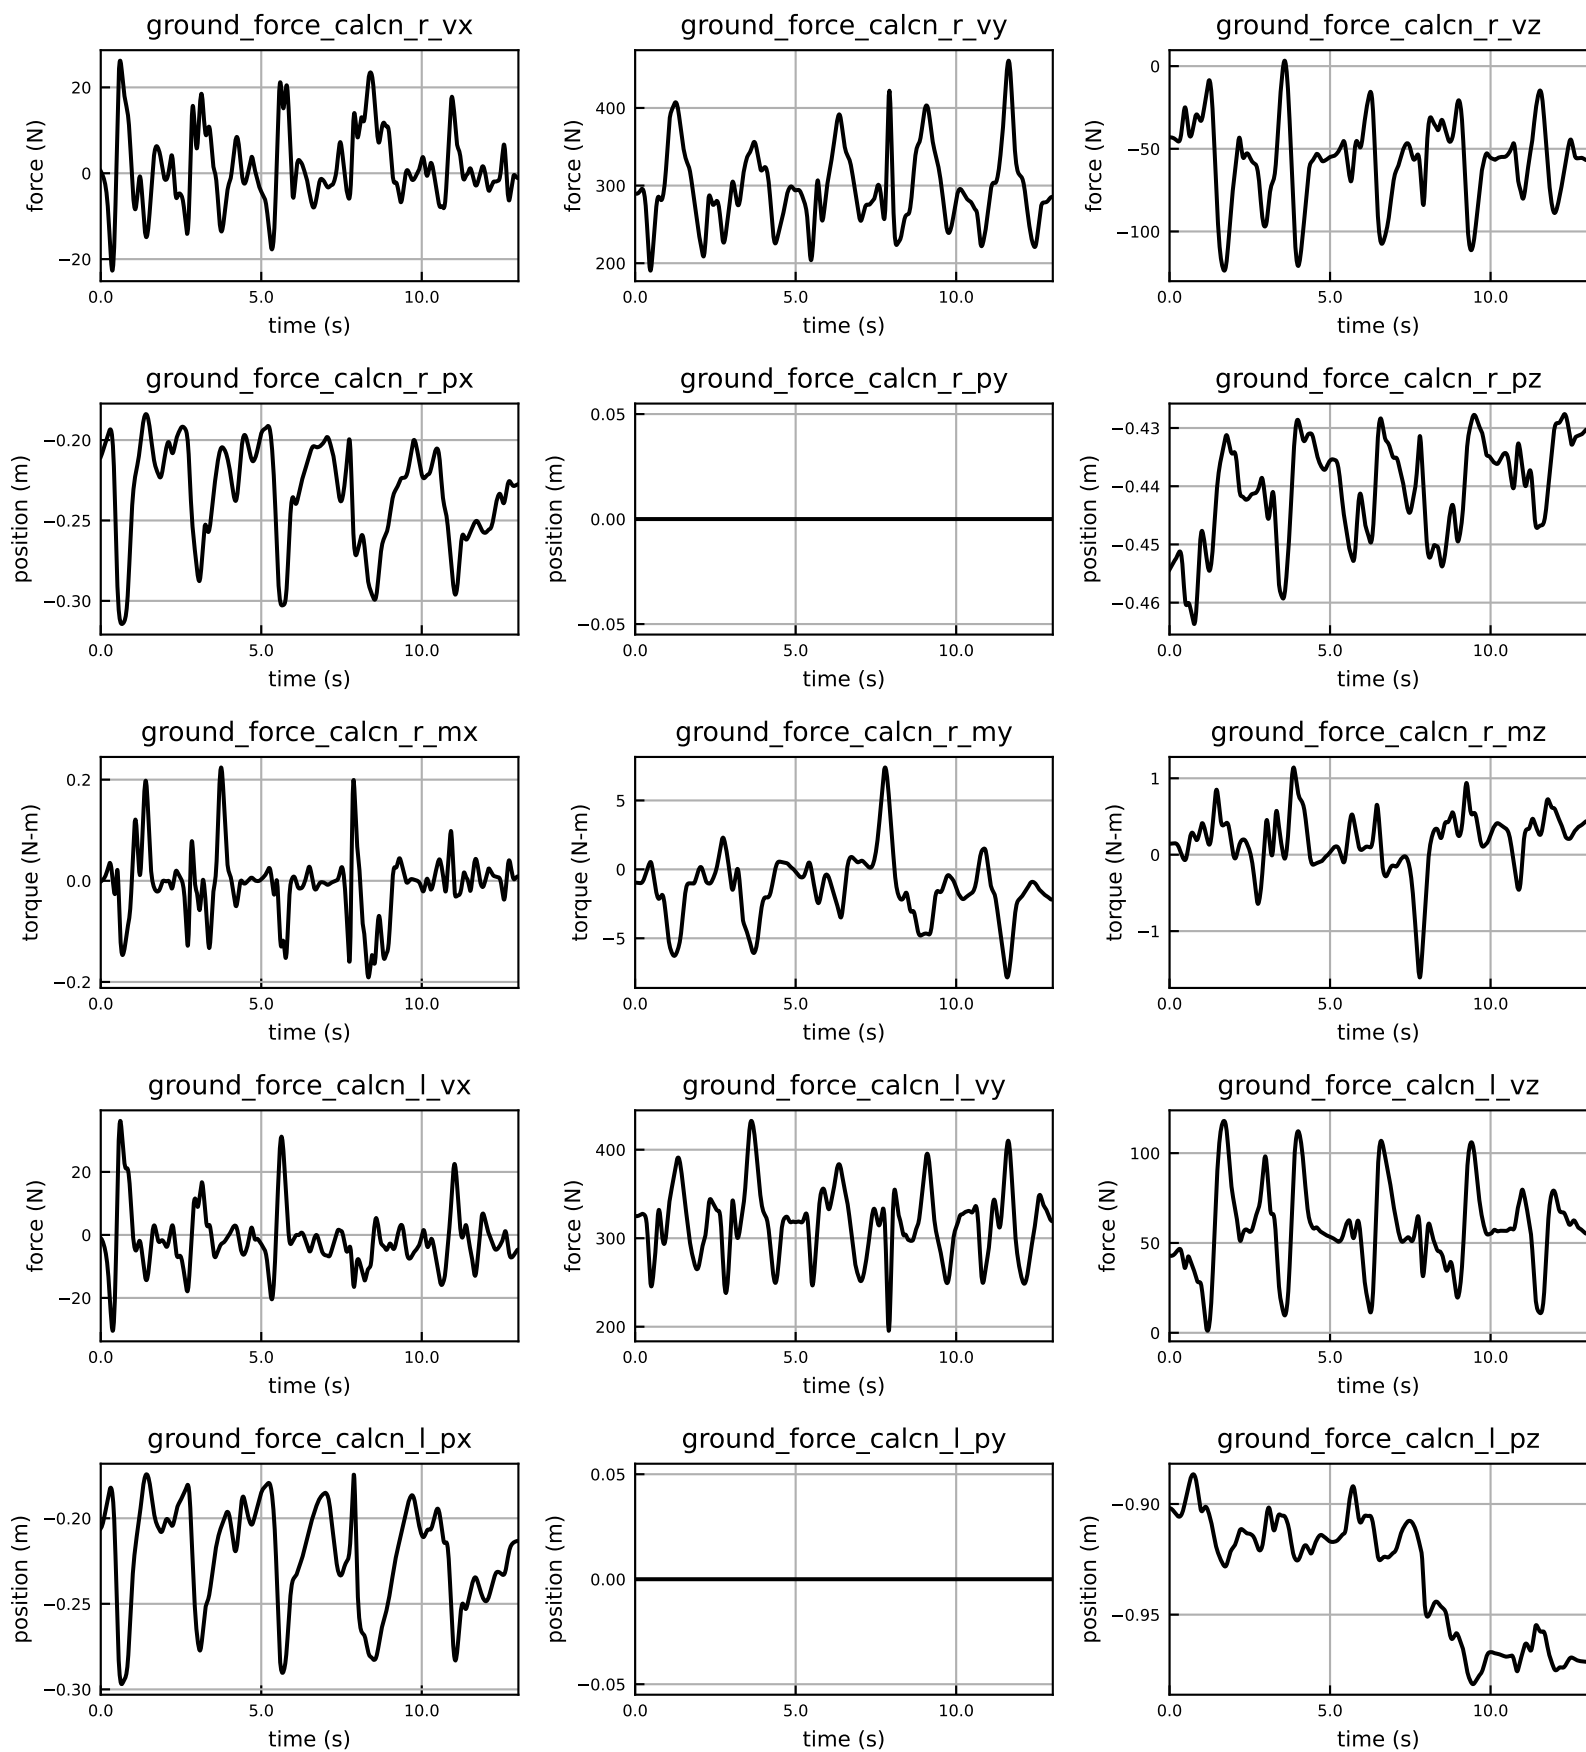 ground_force_calcn_r_vx
force (N)
20
0
−20
0.0 5.0 10.0
time (s)
ground_force_calcn_r_vy
force (N)
400
300
200
0.0 5.0 10.0
time (s)
ground_force_calcn_r_vz
force (N)
0
−50
−100
0.0 5.0 10.0
time (s)
ground_force_calcn_r_px
position (m)
−0.20
−0.25
−0.30
0.0 5.0 10.0
time (s)
ground_force_calcn_r_py
position (m)
0.05
0.00
−0.05
0.0 5.0 10.0
time (s)
ground_force_calcn_r_pz
position (m)
−0.43
−0.44
−0.45
−0.46
0.0 5.0 10.0
time (s)
ground_force_calcn_r_mx
torque (N-m)
0.2
0.0
−0.2
0.0 5.0 10.0
time (s)
ground_force_calcn_r_my
torque (N-m)
5
0
−5
0.0 5.0 10.0
time (s)
ground_force_calcn_r_mz
torque (N-m)
1
0
−1
0.0 5.0 10.0
time (s)
ground_force_calcn_l_vx
force (N)
20
0
−20
0.0 5.0 10.0
time (s)
ground_force_calcn_l_vy
force (N)
400
300
200
0.0 5.0 10.0
time (s)
ground_force_calcn_l_vz
force (N)
100
50
0
0.0 5.0 10.0
time (s)
ground_force_calcn_l_px
position (m)
−0.20
−0.25
−0.30
0.0 5.0 10.0
time (s)
ground_force_calcn_l_py
position (m)
0.05
0.00
−0.05
0.0 5.0 10.0
time (s)
ground_force_calcn_l_pz
position (m)
−0.90
−0.95
0.0 5.0 10.0
time (s)